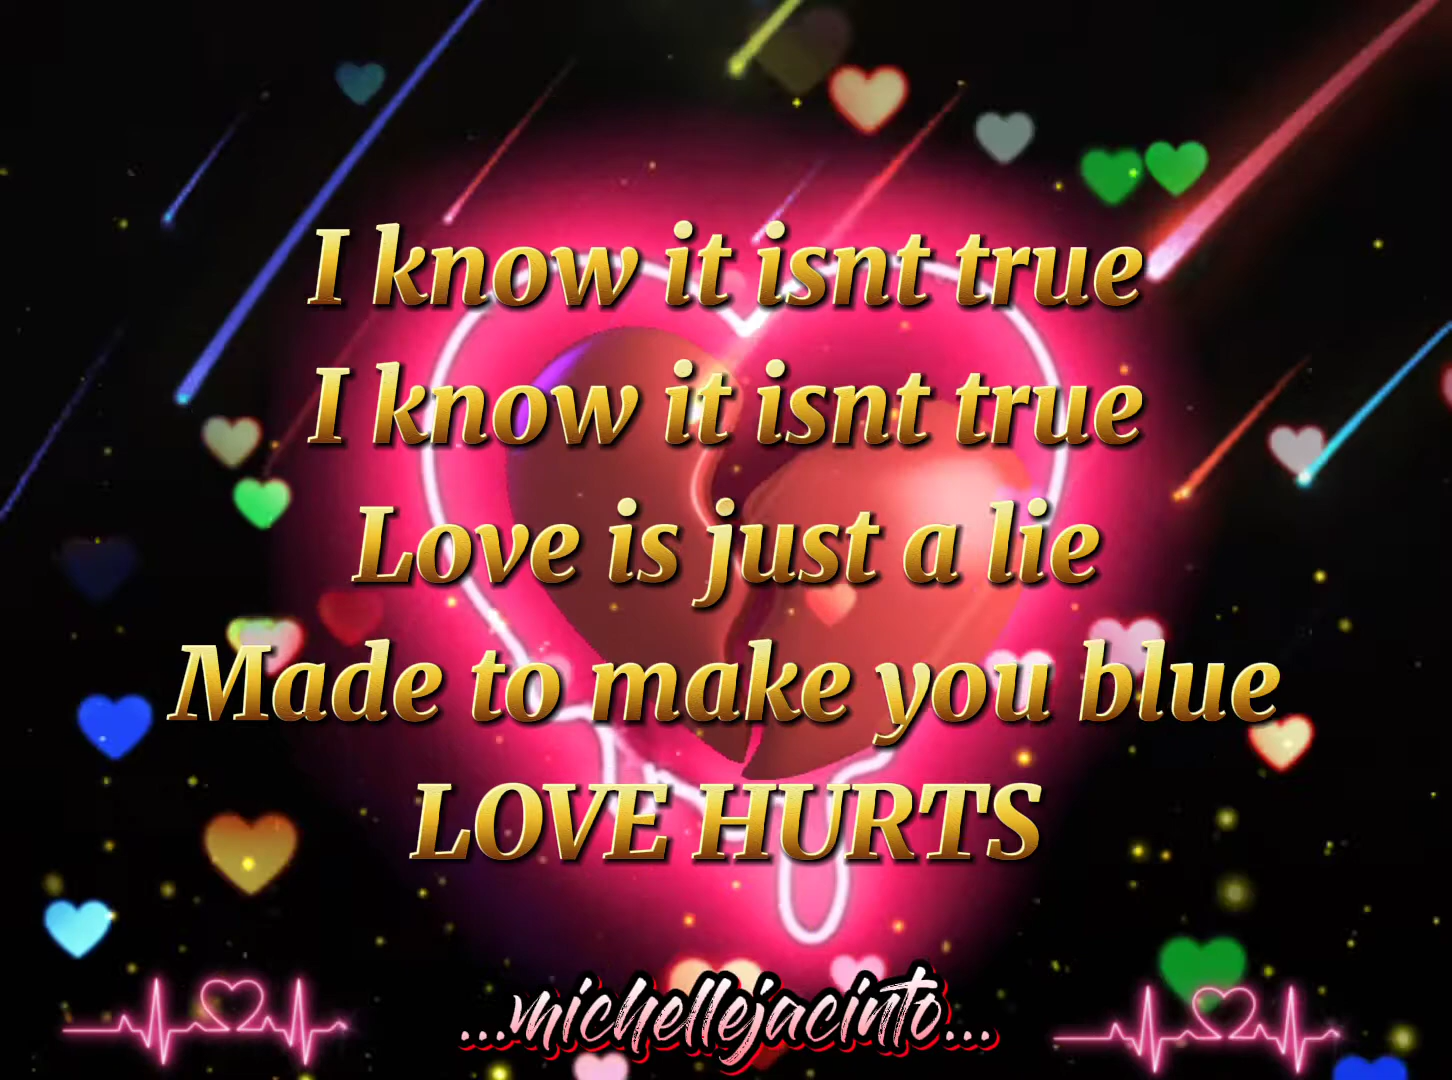 I know it isnt true
I know it isnt true
Love is just a lie
Made to make you blue
LOVE HURTS
...michellejacinto...